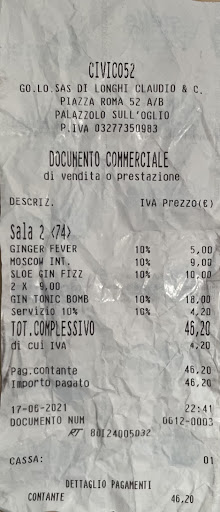 CIVICO52
GO.LO.SAS DI LONGHI CLAUDIO & C.
PIAZZA ROMA 52 A/B
PALAZZOLO SULL'OGLIO
P.IVA 03277350983
DOCUMENTO COMMERCIALE
di vendita o prestazione
DESCRIZ. IVA Prezzo(€)
Sala 2 <74>
GINGER FEVER 10% 5,00
MOSCOW INT. 10% 9,00
SLOE GIN FIZZ 10% 10,00
2 X 9,00
GIN TONIC BOMB 10% 18,00
Servizio 10% 10% 4,20
TOT.COMPLESSIVO 46,20
di cui IVA 4,20
Pag.contante 46,20
Importo pagato 46,20
17-06-2021 22:41
DOCUMENTO NUM 0612-0003
RT 80I24005032
CASSA: 01
DETTAGLIO PAGAMENTI
CONTANTE 46,20